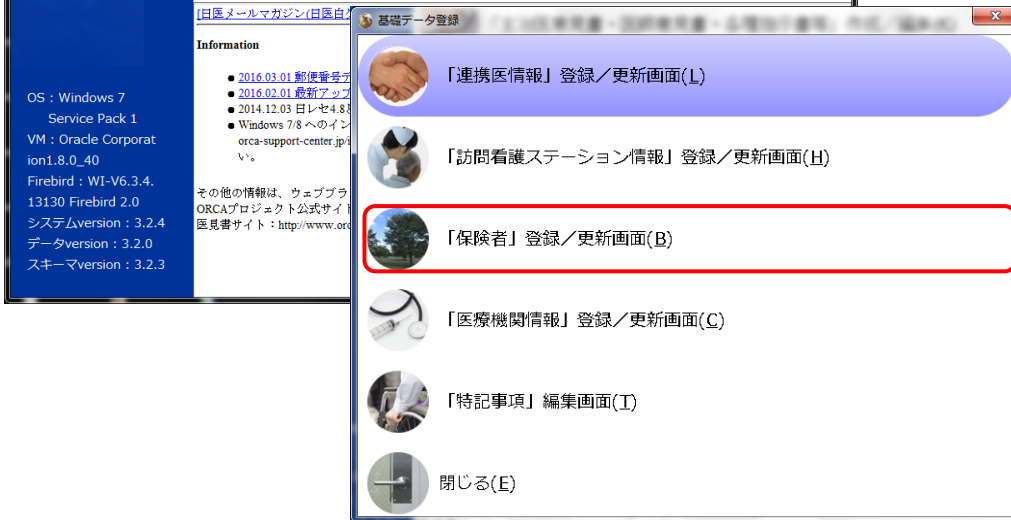 [日医メールマガジン(日医白
Information
● 2016.03.01 郵便番号デ
● 2016.02.01 最新アップ
● 2014.12.03 日レセ4.8と
● Windows 7/8 へのイン
orca-support-center.jp/i
い。
その他の情報は、ウェブブラ
ORCAプロジェクト公式サイト
医見書サイト：http://www.orc
OS : Windows 7
Service Pack 1
VM : Oracle Corporat
ion1.8.0_40
Firebird : WI-V6.3.4.
13130 Firebird 2.0
システムversion : 3.2.4
データversion : 3.2.0
スキーマversion : 3.2.3
基礎データ登録
「連携医情報」登録／更新画面(L)
「訪問看護ステーション情報」登録／更新画面(H)
「保険者」登録／更新画面(B)
「医療機関情報」登録／更新画面(C)
「特記事項」編集画面(T)
閉じる(E)